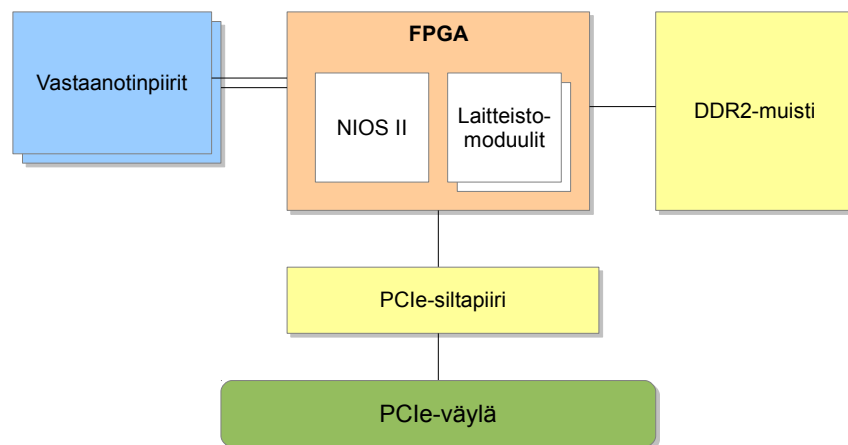 FPGA
Vastaanotinpiirit
NIOS II
Laitteisto-
moduulit
DDR2-muisti
PCIe-siltapiiri
PCIe-väylä